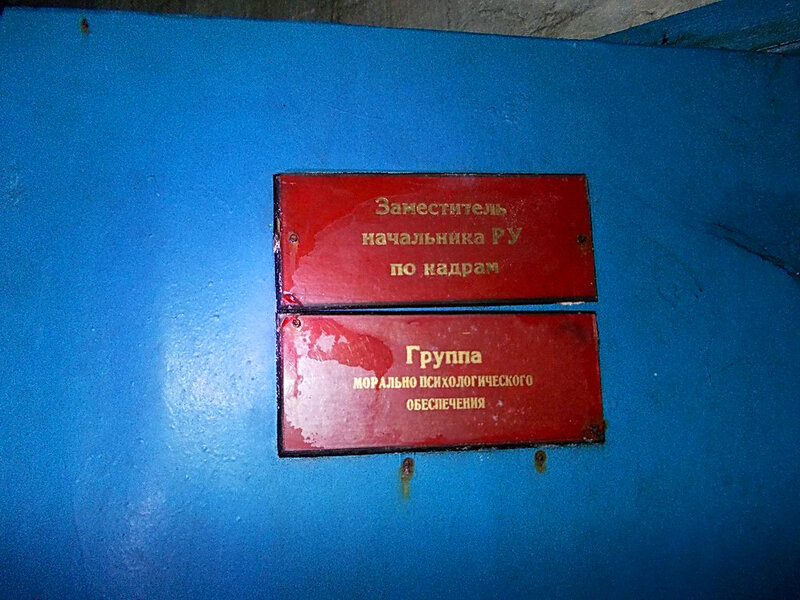 Заместитель
начальника РУ
по кадрам
Группа
МОРАЛЬНО ПСИХОЛОГИЧЕСКОГО
ОБЕСПЕЧЕНИЯ